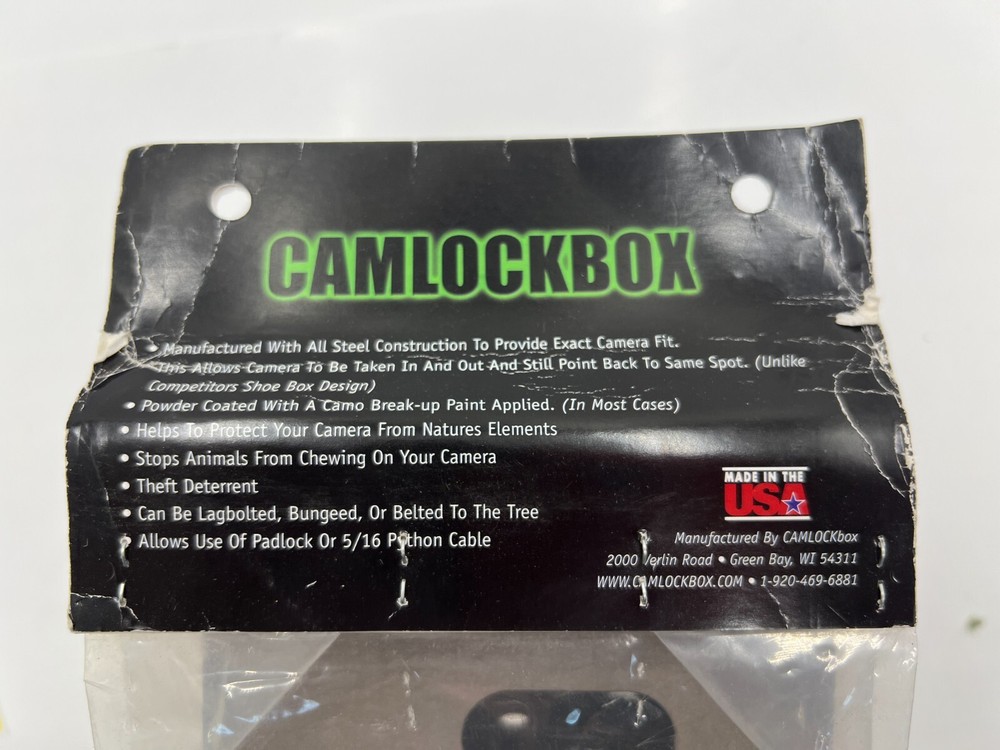 CAMLOCKBOX
• Manufactured With All Steel Construction To Provide Exact Camera Fit.
This Allows Camera To Be Taken In And Out And Still Point Back To Same Spot. (Unlike
Competitors Shoe Box Design)
• Powder Coated With A Camo Break-up Paint Applied. (In Most Cases)
• Helps To Protect Your Camera From Natures Elements
• Stops Animals From Chewing On Your Camera
• Theft Deterrent
• Can Be Lagbolted, Bungeed, Or Belted To The Tree
• Allows Use Of Padlock Or 5/16 Python Cable
MADE IN THE
USA
Manufactured By CAMLOCKbox
2000 Verlin Road • Green Bay, WI 54311
WWW.CAMLOCKBOX.COM • 1-920-469-6881